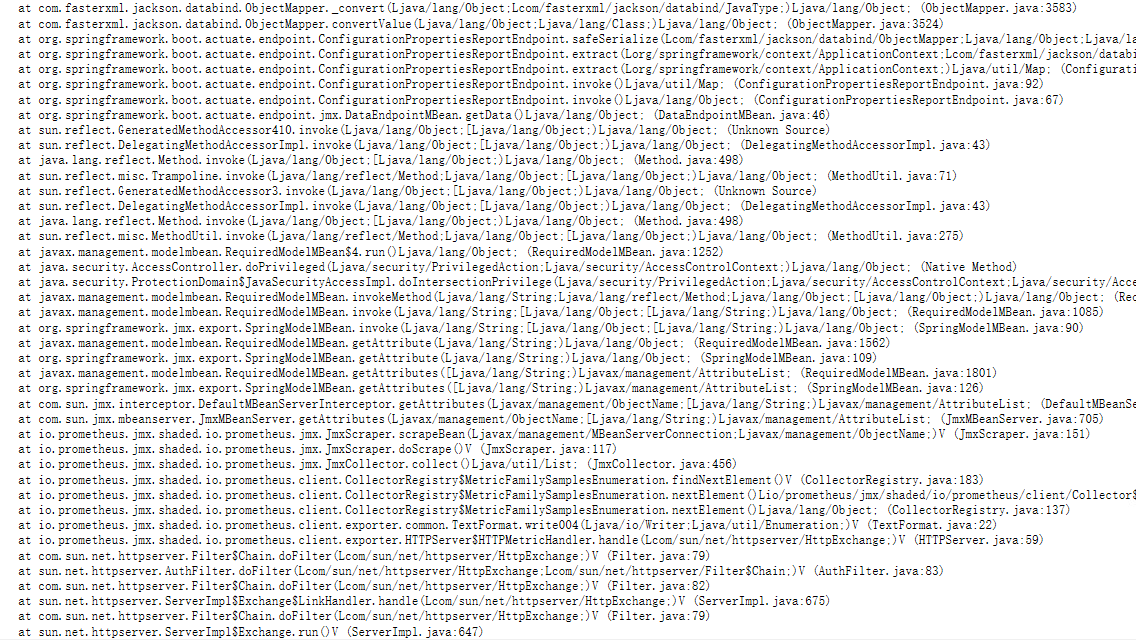 at com.fasterxml.jackson.databind.ObjectMapper._convert(Ljava/lang/Object;Lcom/fasterxml/jackson/databind/JavaType;)Ljava/lang/Object; (ObjectMapper.java:3583)
at com.fasterxml.jackson.databind.ObjectMapper.convertValue(Ljava/lang/Object;Ljava/lang/Class;)Ljava/lang/Object; (ObjectMapper.java:3524)
at org.springframework.boot.actuate.endpoint.ConfigurationPropertiesReportEndpoint.safeSerialize(Lcom/fasterxml/jackson/databind/ObjectMapper;Ljava/lang/Object;Ljava/la
at org.springframework.boot.actuate.endpoint.ConfigurationPropertiesReportEndpoint.extract(Lorg/springframework/context/ApplicationContext;Lcom/fasterxml/jackson/databi
at org.springframework.boot.actuate.endpoint.ConfigurationPropertiesReportEndpoint.extract(Lorg/springframework/context/ApplicationContext;)Ljava/util/Map; (Configurati
at org.springframework.boot.actuate.endpoint.ConfigurationPropertiesReportEndpoint.invoke()Ljava/util/Map; (ConfigurationPropertiesReportEndpoint.java:92)
at org.springframework.boot.actuate.endpoint.ConfigurationPropertiesReportEndpoint.invoke()Ljava/lang/Object; (ConfigurationPropertiesReportEndpoint.java:67)
at org.springframework.boot.actuate.endpoint.jmx.DataEndpointMBean.getData()Ljava/lang/Object; (DataEndpointMBean.java:46)
at sun.reflect.GeneratedMethodAccessor410.invoke(Ljava/lang/Object;[Ljava/lang/Object;)Ljava/lang/Object; (Unknown Source)
at sun.reflect.DelegatingMethodAccessorImpl.invoke(Ljava/lang/Object;[Ljava/lang/Object;)Ljava/lang/Object; (DelegatingMethodAccessorImpl.java:43)
at java.lang.reflect.Method.invoke(Ljava/lang/Object;[Ljava/lang/Object;)Ljava/lang/Object; (Method.java:498)
at sun.reflect.misc.Trampoline.invoke(Ljava/lang/reflect/Method;Ljava/lang/Object;[Ljava/lang/Object;)Ljava/lang/Object; (MethodUtil.java:71)
at sun.reflect.GeneratedMethodAccessor3.invoke(Ljava/lang/Object;[Ljava/lang/Object;)Ljava/lang/Object; (Unknown Source)
at sun.reflect.DelegatingMethodAccessorImpl.invoke(Ljava/lang/Object;[Ljava/lang/Object;)Ljava/lang/Object; (DelegatingMethodAccessorImpl.java:43)
at java.lang.reflect.Method.invoke(Ljava/lang/Object;[Ljava/lang/Object;)Ljava/lang/Object; (Method.java:498)
at sun.reflect.misc.MethodUtil.invoke(Ljava/lang/reflect/Method;Ljava/lang/Object;[Ljava/lang/Object;)Ljava/lang/Object; (MethodUtil.java:275)
at javax.management.modelmbean.RequiredModelMBean$4.run()Ljava/lang/Object; (RequiredModelMBean.java:1252)
at java.security.AccessController.doPrivileged(Ljava/security/PrivilegedAction;Ljava/security/AccessControlContext;)Ljava/lang/Object; (Native Method)
at java.security.ProtectionDomain$JavaSecurityAccessImpl.doIntersectionPrivilege(Ljava/security/PrivilegedAction;Ljava/security/AccessControlContext;Ljava/security/Acce
at javax.management.modelmbean.RequiredModelMBean.invokeMethod(Ljava/lang/String;Ljava/lang/reflect/Method;Ljava/lang/Object;[Ljava/lang/Object;)Ljava/lang/Object; (Rec
at javax.management.modelmbean.RequiredModelMBean.invoke(Ljava/lang/String;[Ljava/lang/Object;[Ljava/lang/String;)Ljava/lang/Object; (RequiredModelMBean.java:1085)
at org.springframework.jmx.export.SpringModelMBean.invoke(Ljava/lang/String;[Ljava/lang/Object;[Ljava/lang/String;)Ljava/lang/Object; (SpringModelMBean.java:90)
at javax.management.modelmbean.RequiredModelMBean.getAttribute(Ljava/lang/String;)Ljava/lang/Object; (RequiredModelMBean.java:1562)
at org.springframework.jmx.export.SpringModelMBean.getAttribute(Ljava/lang/String;)Ljava/lang/Object; (SpringModelMBean.java:109)
at javax.management.modelmbean.RequiredModelMBean.getAttributes([Ljava/lang/String;)Ljavax/management/AttributeList; (RequiredModelMBean.java:1801)
at org.springframework.jmx.export.SpringModelMBean.getAttributes([Ljava/lang/String;)Ljavax/management/AttributeList; (SpringModelMBean.java:126)
at com.sun.jmx.interceptor.DefaultMBeanServerInterceptor.getAttributes(Ljavax/management/ObjectName;[Ljava/lang/String;)Ljavax/management/AttributeList; (DefaultMBeanSe
at com.sun.jmx.mbeanserver.JmxMBeanServer.getAttributes(Ljavax/management/ObjectName;[Ljava/lang/String;)Ljavax/management/AttributeList; (JmxMBeanServer.java:705)
at io.prometheus.jmx.shaded.io.prometheus.jmx.JmxScraper.scrapeBean(Ljavax/management/MBeanServerConnection;Ljavax/management/ObjectName;)V (JmxScraper.java:151)
at io.prometheus.jmx.shaded.io.prometheus.jmx.JmxScraper.doScrape()V (JmxScraper.java:117)
at io.prometheus.jmx.shaded.io.prometheus.jmx.JmxCollector.collect()Ljava/util/List; (JmxCollector.java:456)
at io.prometheus.jmx.shaded.io.prometheus.client.CollectorRegistry$MetricFamilySamplesEnumeration.findNextElement()V (CollectorRegistry.java:183)
at io.prometheus.jmx.shaded.io.prometheus.client.CollectorRegistry$MetricFamilySamplesEnumeration.nextElement()Lio/prometheus/jmx/shaded/io/prometheus/client/Collector$
at io.prometheus.jmx.shaded.io.prometheus.client.CollectorRegistry$MetricFamilySamplesEnumeration.nextElement()Ljava/lang/Object; (CollectorRegistry.java:137)
at io.prometheus.jmx.shaded.io.prometheus.client.exporter.common.TextFormat.write004(Ljava/io/Writer;Ljava/util/Enumeration;)V (TextFormat.java:22)
at io.prometheus.jmx.shaded.io.prometheus.client.exporter.HTTPServer$HTTPMetricHandler.handle(Lcom/sun/net/httpserver/HttpExchange;)V (HTTPServer.java:59)
at com.sun.net.httpserver.Filter$Chain.doFilter(Lcom/sun/net/httpserver/HttpExchange;)V (Filter.java:79)
at sun.net.httpserver.AuthFilter.doFilter(Lcom/sun/net/httpserver/HttpExchange;Lcom/sun/net/httpserver/Filter$Chain;)V (AuthFilter.java:83)
at com.sun.net.httpserver.Filter$Chain.doFilter(Lcom/sun/net/httpserver/HttpExchange;)V (Filter.java:82)
at sun.net.httpserver.ServerImpl$Exchange$LinkHandler.handle(Lcom/sun/net/httpserver/HttpExchange;)V (ServerImpl.java:675)
at com.sun.net.httpserver.Filter$Chain.doFilter(Lcom/sun/net/httpserver/HttpExchange;)V (Filter.java:79)
at sun.net.httpserver.ServerImpl$Exchange.run()V (ServerImpl.java:647)